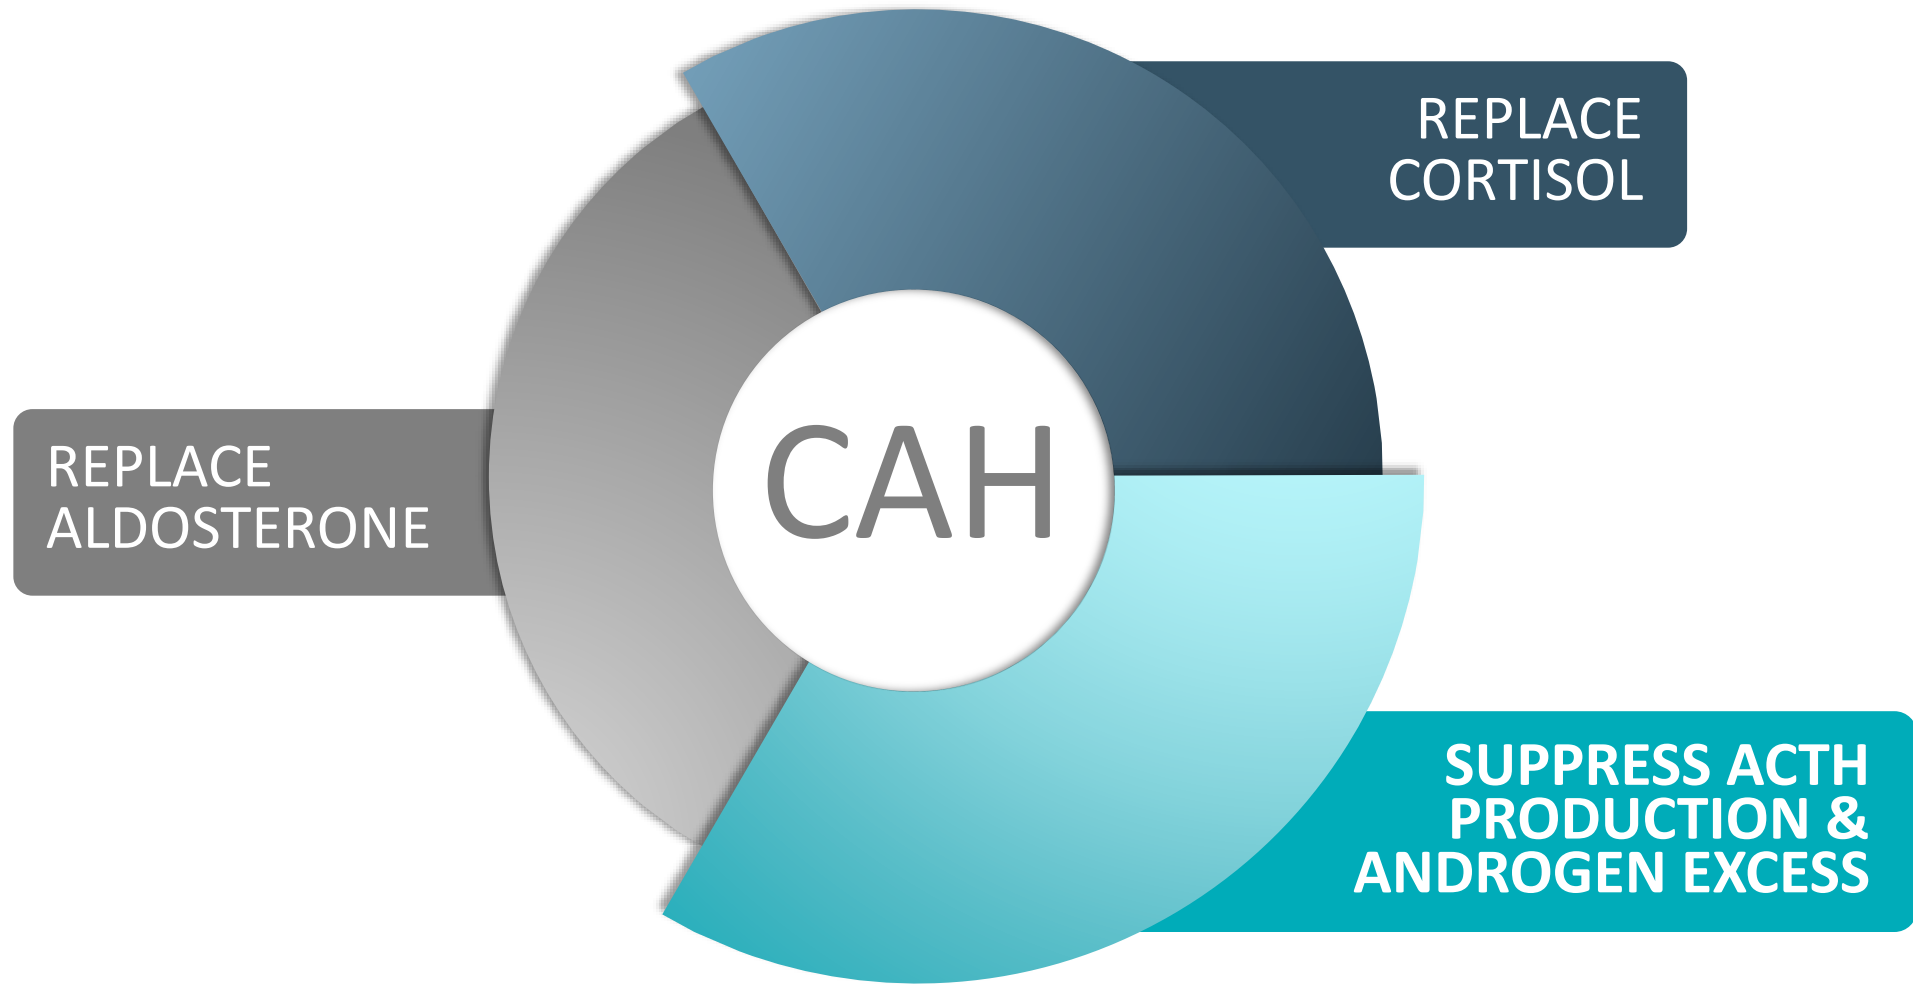 REPLACE
CORTISOL
CAH
REPLACE
ALDOSTERONE
SUPPRESS ACTH
PRODUCTION &
ANDROGEN EXCESS